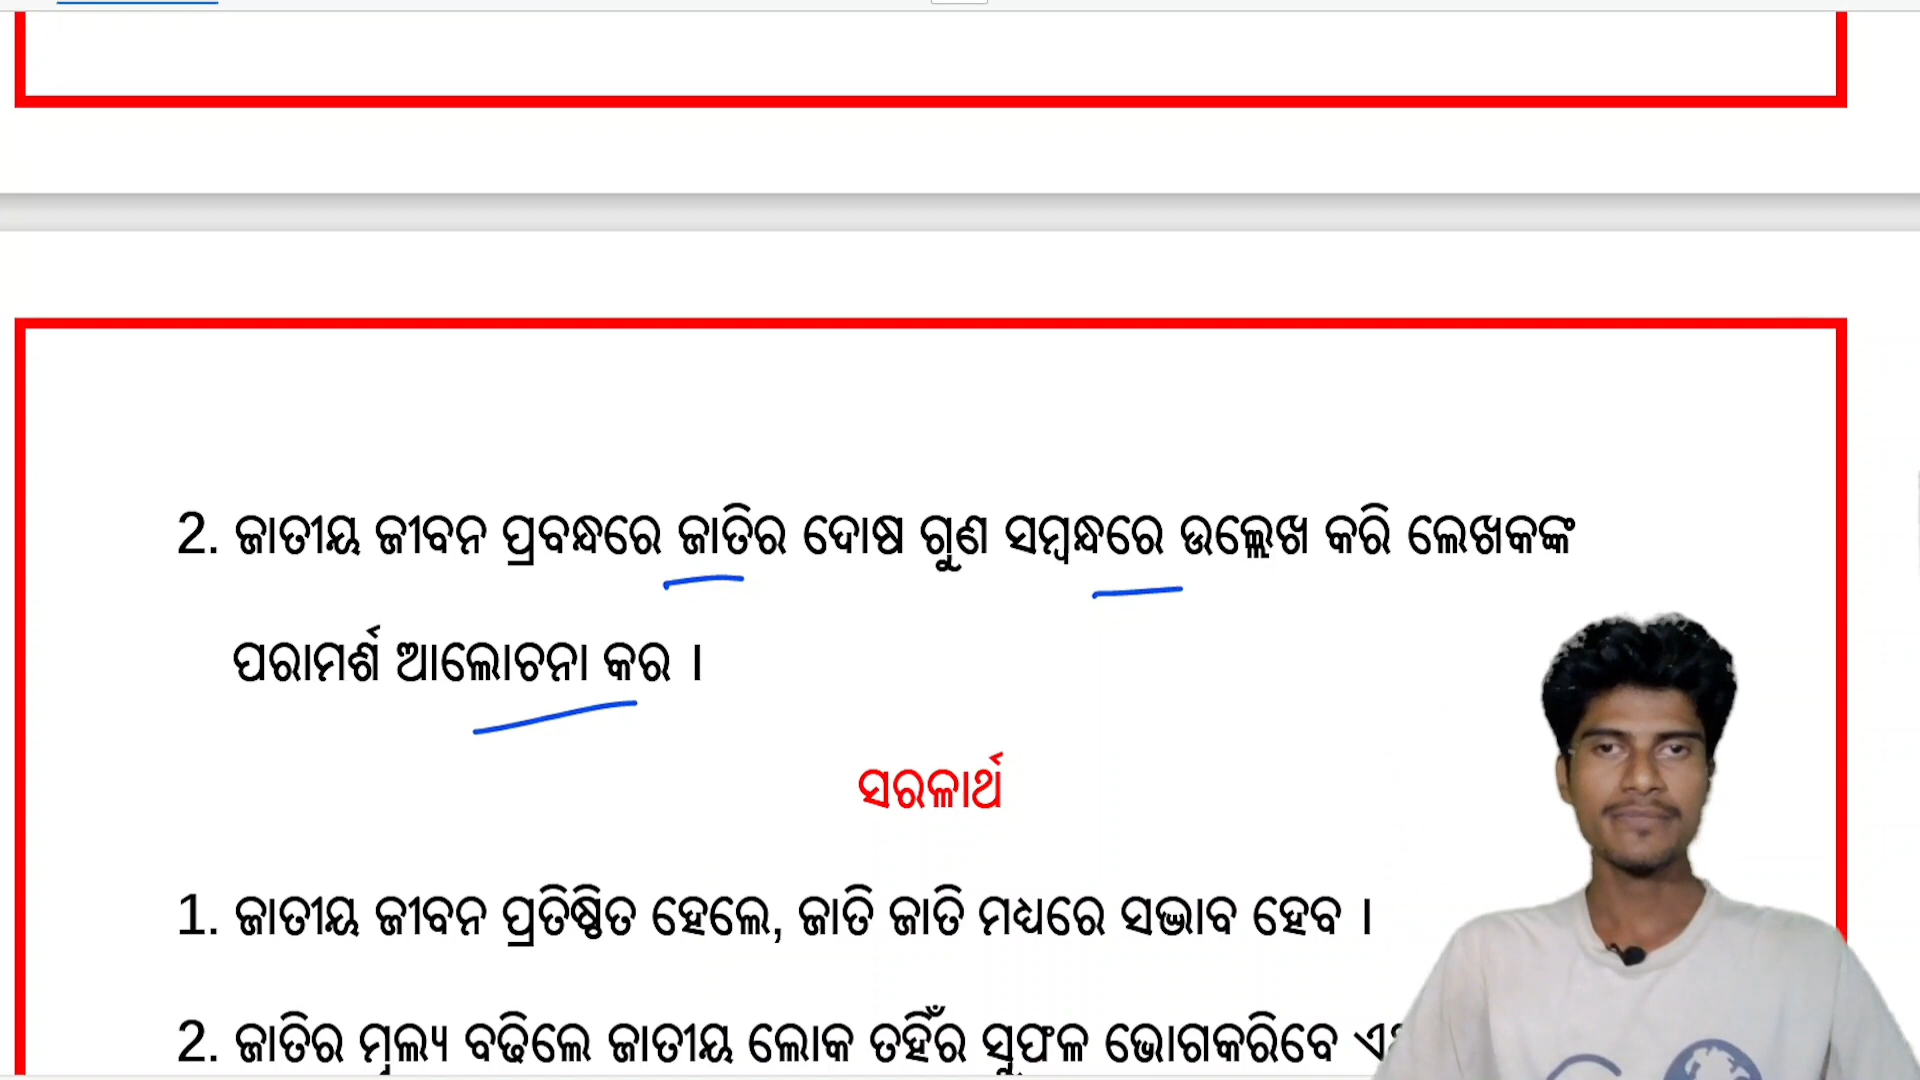 2. ଜାତୀୟ ଜୀବନ ପ୍ରବନ୍ଧରେ ଜାତିର ଦୋଷ ଗୁଣ ସମ୍ବନ୍ଧରେ ଉଲ୍ଲେଖ କରି ଲେଖକଙ୍କ
ପରାମର୍ଶ ଆଲୋଚନା କର ।
ସରଳାର୍ଥ
1. ଜାତୀୟ ଜୀବନ ପ୍ରତିଷ୍ଠିତ ହେଲେ, ଜାତି ଜାତି ମଧ୍ୟରେ ସଦ୍ଭାବ ହେବ ।
2. ଜାତିର ମୂଲ୍ୟ ବଢିଲେ ଜାତୀୟ ଲୋକ ତହିଁର ସୁଫଳ ଭୋଗକରିବେ